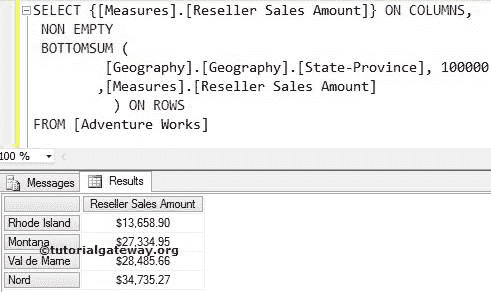 SELECT {[Measures].[Reseller Sales Amount]} ON COLUMNS,
NON EMPTY
BOTTOMSUM (
[Geography].[Geography].[State-Province], 100000
,[Measures].[Reseller Sales Amount]
) ON ROWS
FROM [Adventure Works]
100 %
Messages Results
Reseller Sales Amount
Rhode Island $13,658.90
Montana $27,334.95
©tutorialgateway.org
Val de Marne $28,485.66
Nord $34,735.27